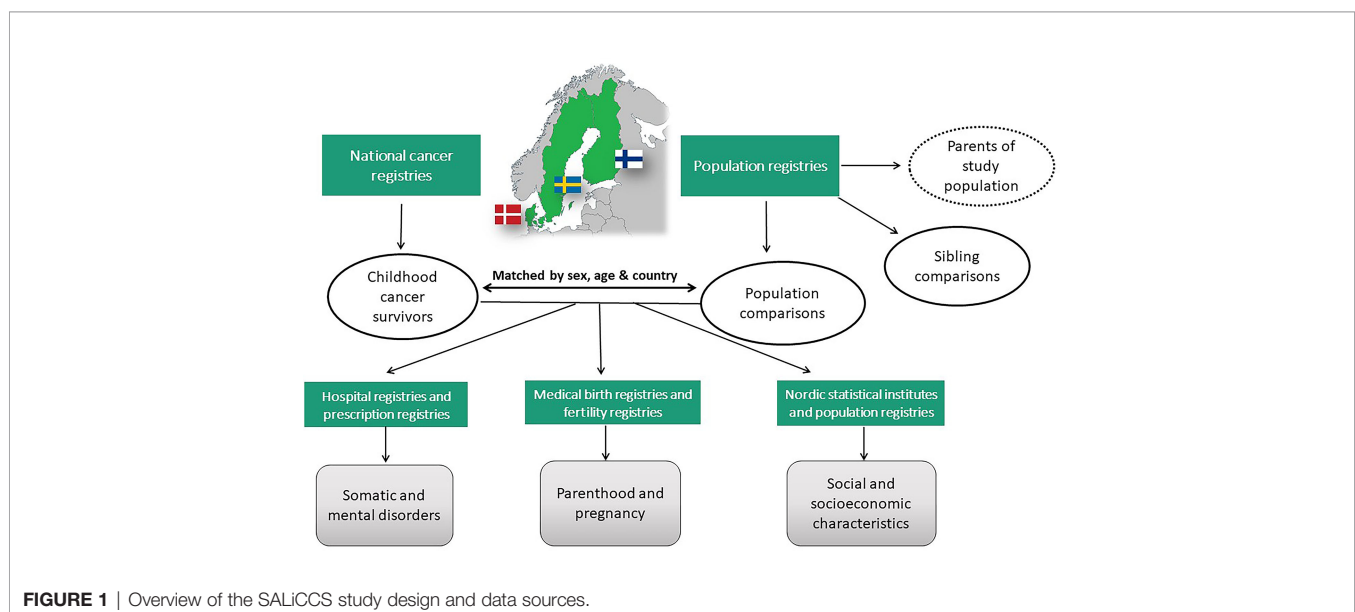 National cancer
registries
Population registries
Parents of
study
population
Childhood
cancer
survivors
Matched by sex, age & country
Population
comparisons
Sibling
comparisons
Hospital registries and
prescription registries
Medical birth registries and
fertility registries
Nordic statistical institutes
and population registries
Somatic and
mental disorders
Parenthood and
pregnancy
Social and
socioeconomic
characteristics
FIGURE 1 | Overview of the SALiCCS study design and data sources.